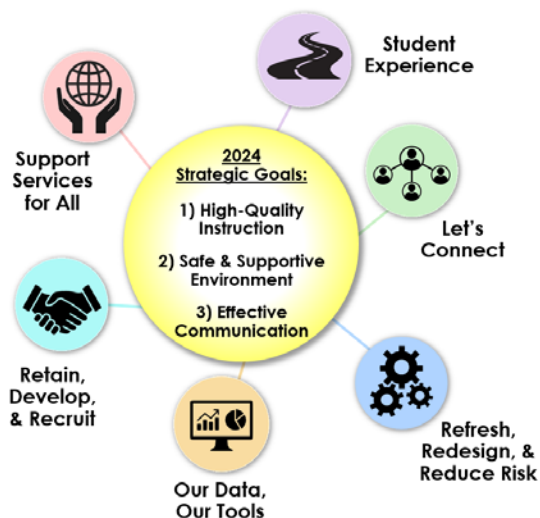 2024
Strategic Goals:
1) High-Quality
Instruction
2) Safe & Supportive
Environment
3) Effective
Communication
Student
Experience
Let's
Connect
Refresh,
Redesign, &
Reduce Risk
Our Data,
Our Tools
Retain,
Develop,
& Recruit
Support
Services
for All